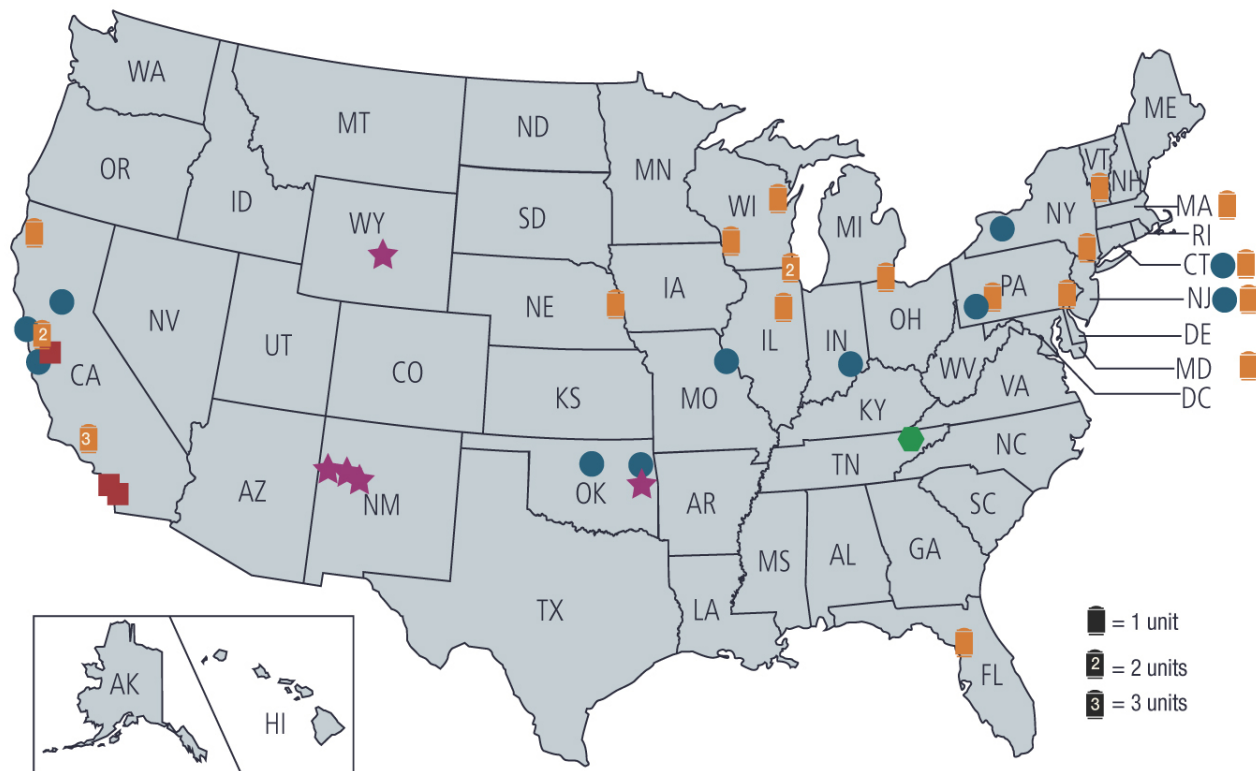 WA
ME
MT
ND
VT
OR
MN
NH
ID
WI
NY
MA
SD
WY
MI
RI
2
CT
IA
PA
NE
NJ
2
NV
OH
IL
IN
DE
UT
WV
MD
CO
CA
VA
DC
KS
MO
KY
3
NC
TN
AZ
OK
NM
AR
SC
GA
MS
AL
TX
LA
= 1 unit
2 = 2 units
FL
AK
3 = 3 units
HI